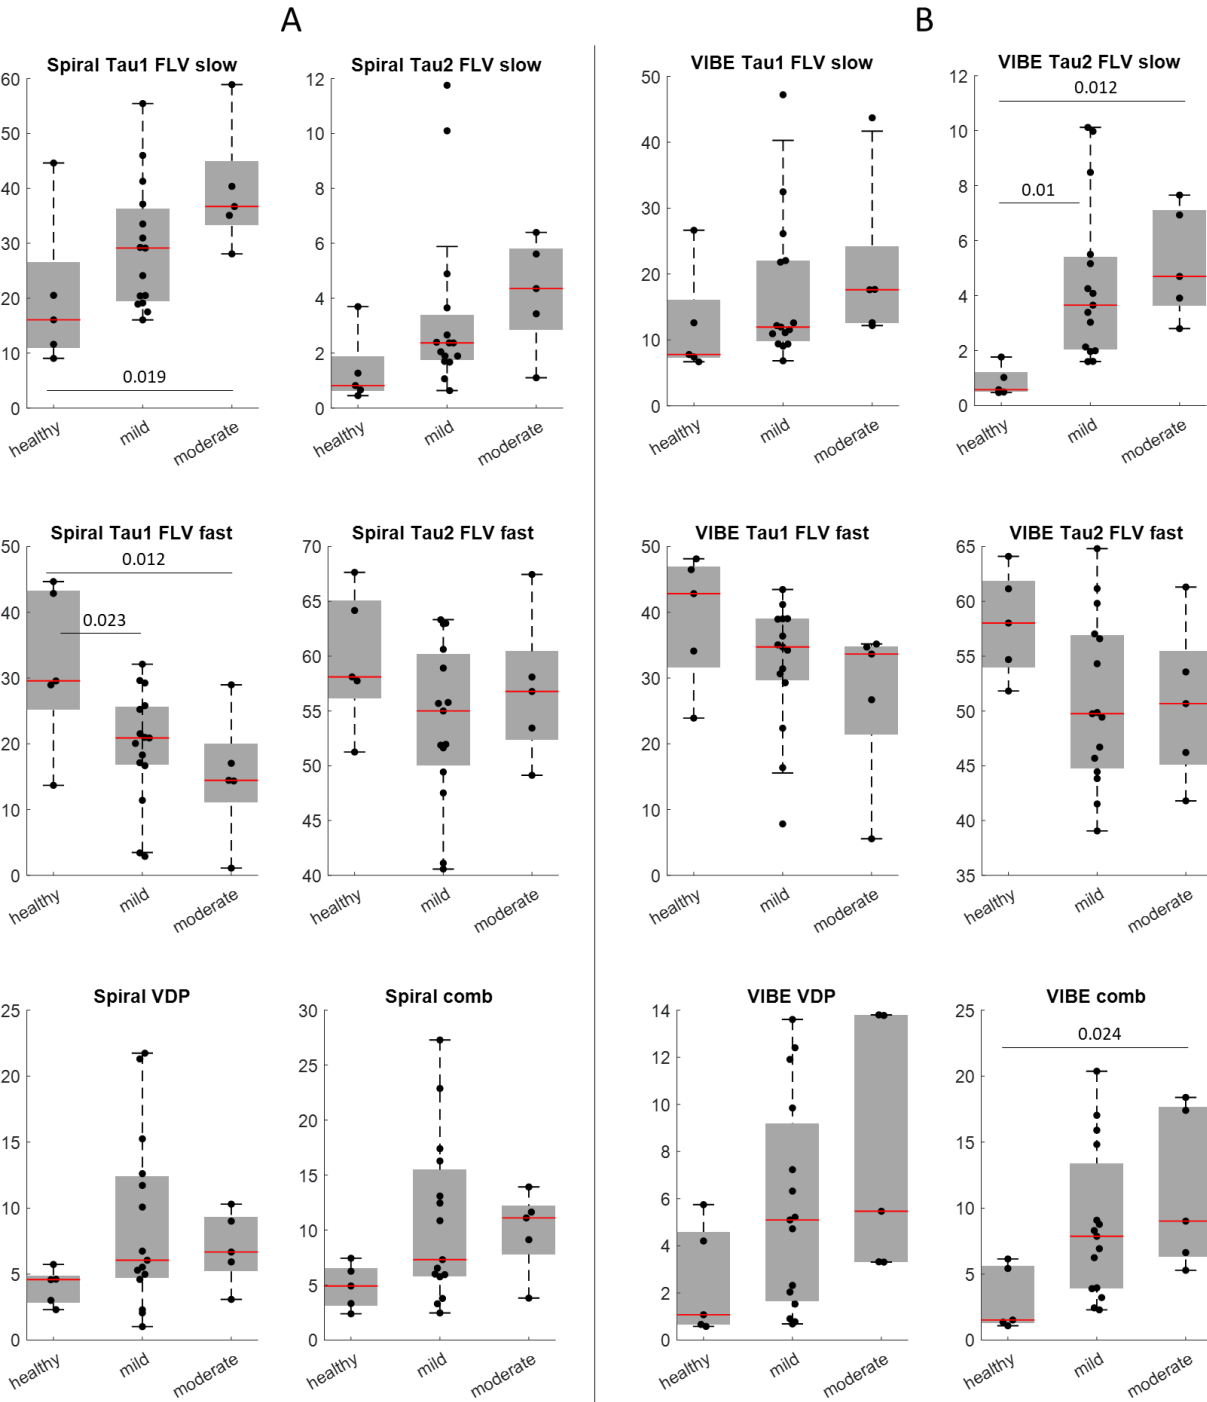 A
B
Spiral Tau1 FLV slow
60
50
40
30
20
10
0
0.019
healthy
mild
moderate
Spiral Tau2 FLV slow
12
10
8
6
4
2
0
healthy
mild
moderate
VIBE Tau1 FLV slow
50
40
30
20
10
0
healthy
mild
moderate
VIBE Tau2 FLV slow
12
10
8
6
4
2
0
0.012
0.01
healthy
mild
moderate
Spiral Tau1 FLV fast
50
40
30
20
10
0
0.012
0.023
healthy
mild
moderate
Spiral Tau2 FLV fast
70
65
60
55
50
45
40
healthy
mild
moderate
VIBE Tau1 FLV fast
50
40
30
20
10
0
healthy
mild
moderate
VIBE Tau2 FLV fast
65
60
55
50
45
40
35
healthy
mild
moderate
Spiral VDP
25
20
15
10
5
0
healthy
mild
moderate
Spiral comb
30
25
20
15
10
5
0
healthy
mild
moderate
VIBE VDP
14
12
10
8
6
4
2
0
healthy
mild
moderate
VIBE comb
25
20
15
10
5
0
0.024
healthy
mild
moderate